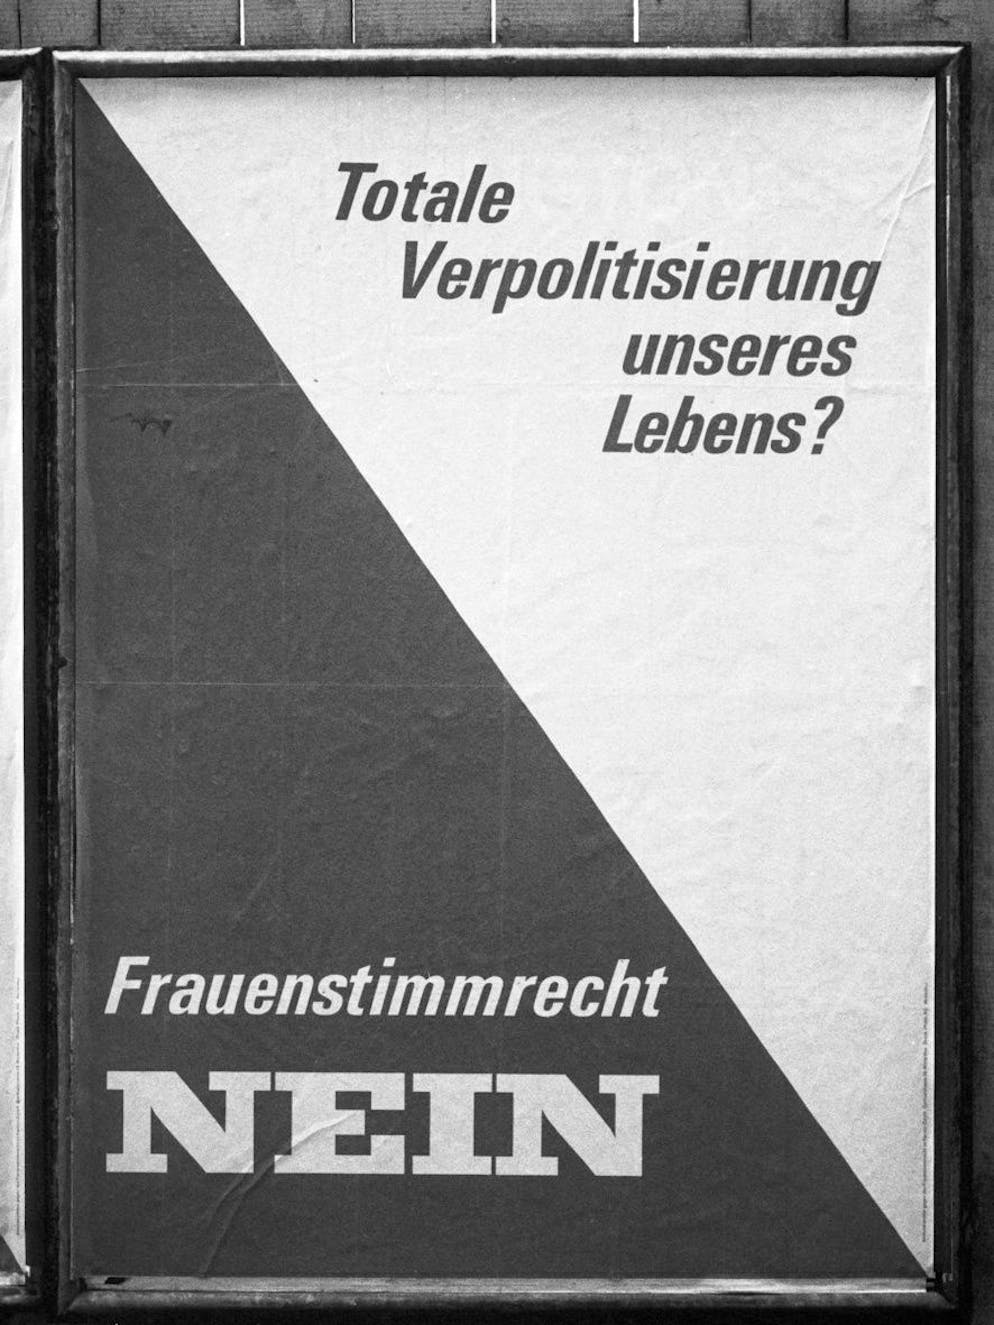 Totale
Verpolitisierung
unseres
Lebens?
Frauenstimmrecht
NEIN